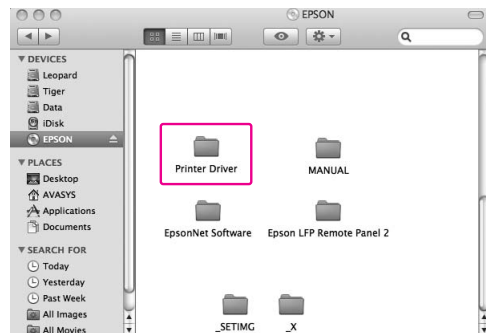 EPSON
DEVICES
Leopard
Tiger
Data
iDisk
EPSON
PLACES
Desktop
AVASYS
Applications
Documents
SEARCH FOR
Today
Yesterday
Past Week
All Images
All Movies
Printer Driver
MANUAL
EpsonNet Software
Epson LFP Remote Panel 2
_SETIMG
_X